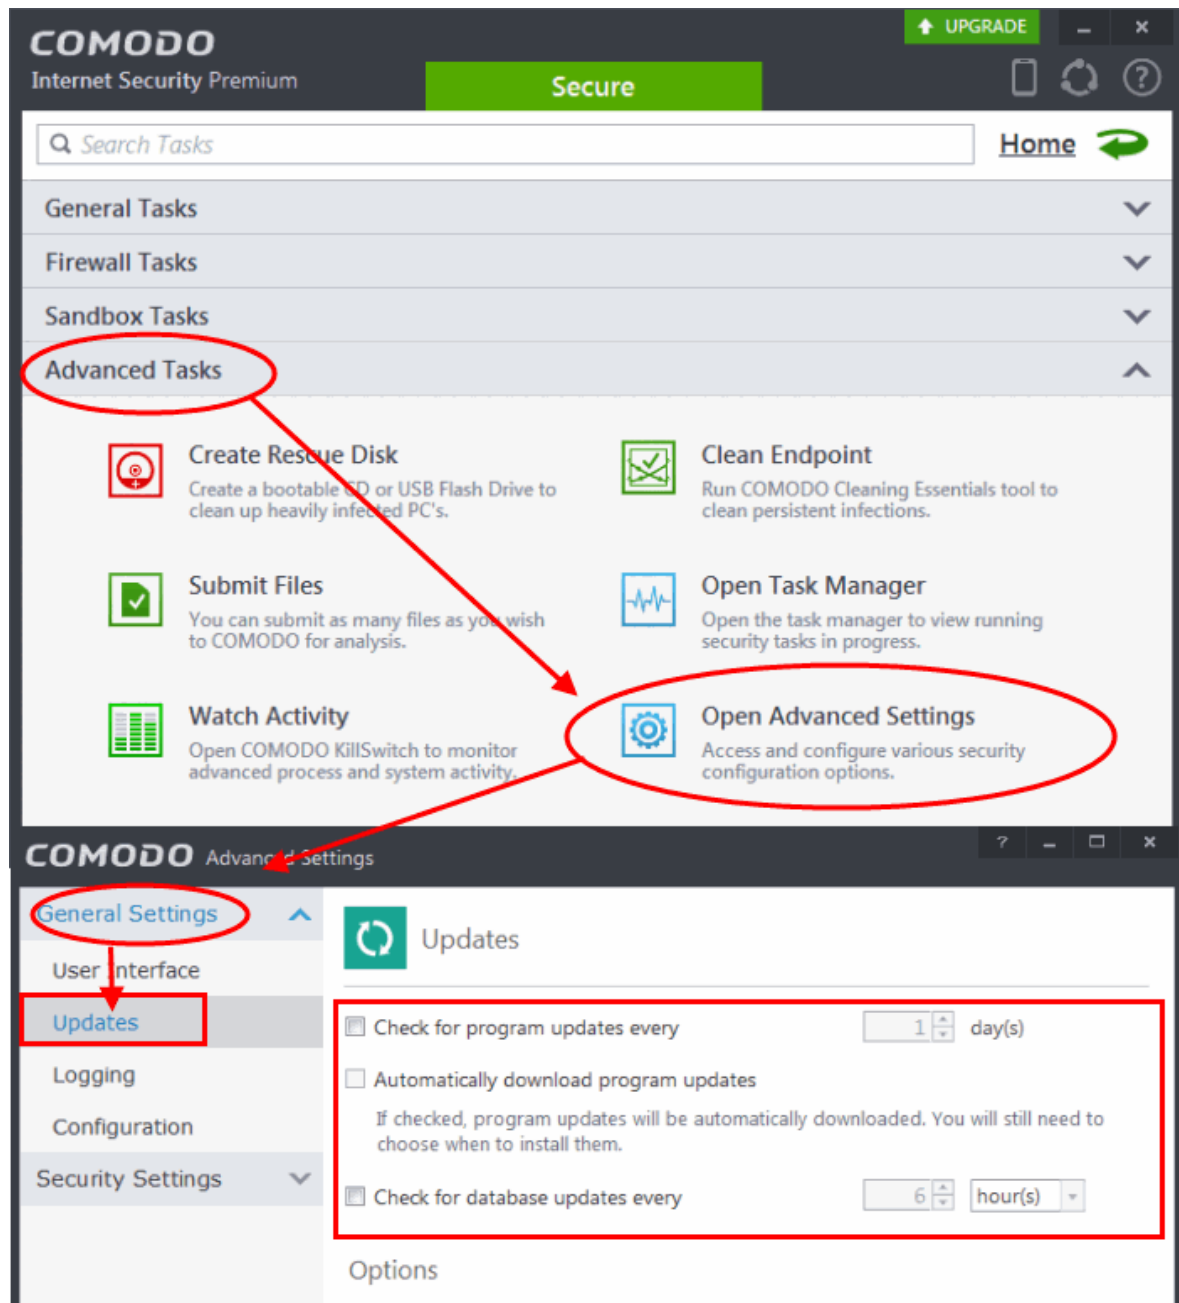 COMODO
Internet Security Premium
UPGRADE
Secure
Search Tasks
Home
General Tasks
Firewall Tasks
Sandbox Tasks
Advanced Tasks
Create Rescue Disk
Create a bootable CD or USB Flash Drive to
clean up heavily infected PC's.
Clean Endpoint
Run COMODO Cleaning Essentials tool to
clean persistent infections.
Submit Files
You can submit as many files as you wish
to COMODO for analysis.
Open Task Manager
Open the task manager to view running
security tasks in progress.
Watch Activity
Open COMODO KillSwitch to monitor
advanced process and system activity.
Open Advanced Settings
Access and configure various security
configuration options.
COMODO Advanced Settings
General Settings
User Interface
Updates
Logging
Configuration
Security Settings
Updates
Check for program updates every 1 day(s)
Automatically download program updates
If checked, program updates will be automatically downloaded. You will still need to
choose when to install them.
Check for database updates every 6 hour(s)
Options